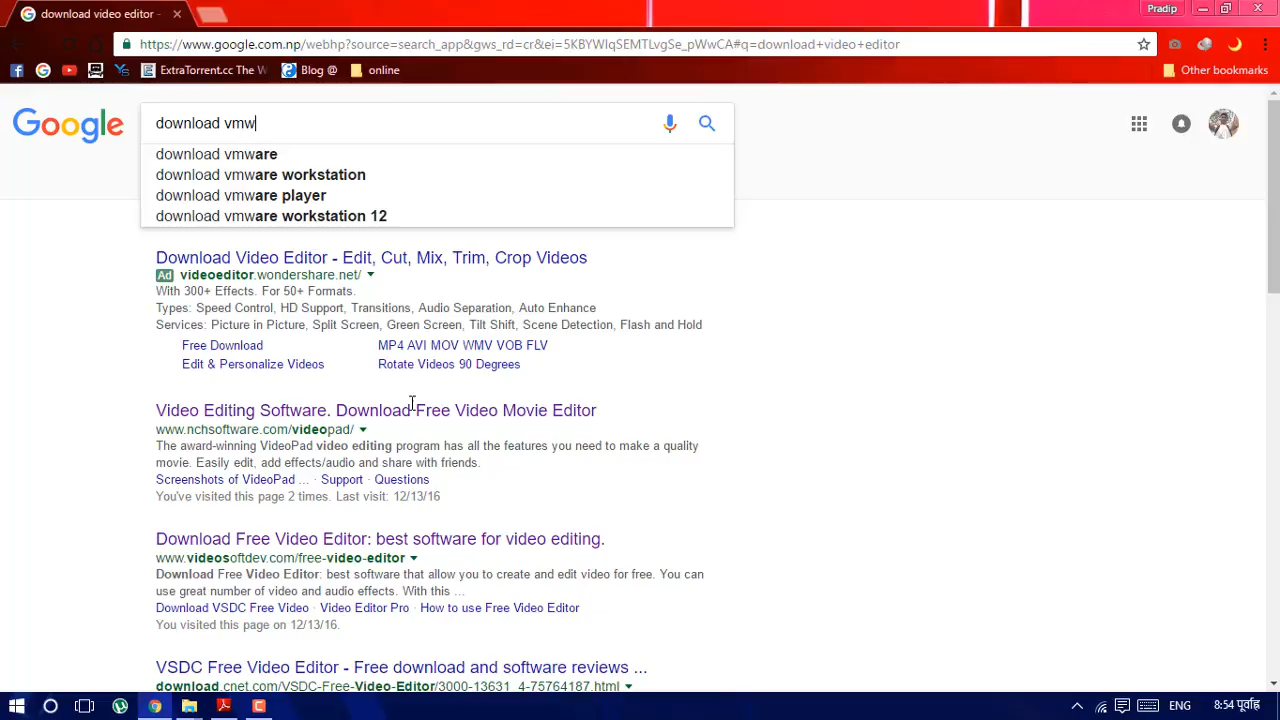 download video editor -
Pradip
https://www.google.com.np/webhp?source=search_app&gws_rd=cr&ei=5KBYWIqSEMTLvgSe_pWwCA#q=download+video+editor
ExtraTorrent.cc The W
Blog @
online
Other bookmarks
Google
download vmw
download vmware
download vmware workstation
download vmware player
download vmware workstation 12
Download Video Editor - Edit, Cut, Mix, Trim, Crop Videos
Ad videoeditor.wondershare.net/
With 300+ Effects. For 50+ Formats.
Types: Speed Control, HD Support, Transitions, Audio Separation, Auto Enhance
Services: Picture in Picture, Split Screen, Green Screen, Tilt Shift, Scene Detection, Flash and Hold
Free Download MP4 AVI MOV WMV VOB FLV
Edit & Personalize Videos Rotate Videos 90 Degrees
Video Editing Software. Download Free Video Movie Editor
www.nchsoftware.com/videopad/
The award-winning VideoPad video editing program has all the features you need to make a quality
movie. Easily edit, add effects/audio and share with friends.
Screenshots of VideoPad ... · Support · Questions
You've visited this page 2 times. Last visit: 12/13/16
Download Free Video Editor: best software for video editing.
www.videosoftdev.com/free-video-editor
Download Free Video Editor: best software that allow you to create and edit video for free. You can
use great number of video and audio effects. With this ...
Download VSDC Free Video · Video Editor Pro · How to use Free Video Editor
You visited this page on 12/13/16.
VSDC Free Video Editor - Free download and software reviews ...
download.cnet.com/VSDC-Free-Video-Editor/3000-13631_4-75764187.html
ENG
8:54 पूर्वाह्न